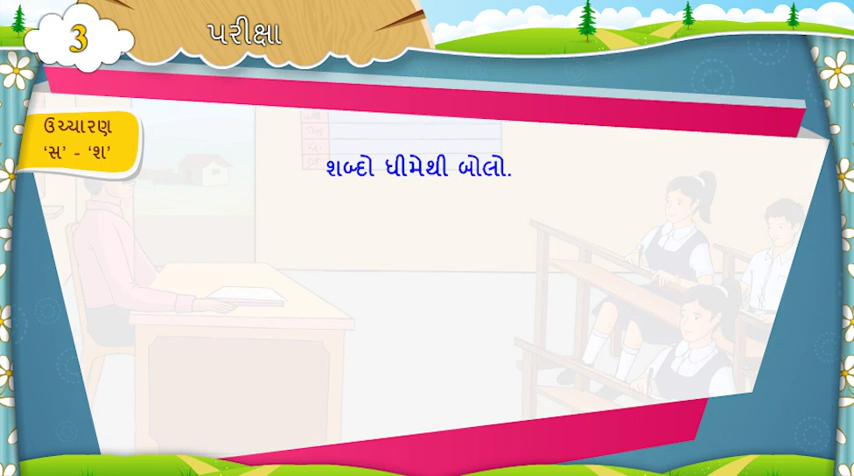 3
પરીક્ષા
ઉચ્ચારણ
‘સ’ - ‘શ’
શબ્દો ધીમેથી બોલો.